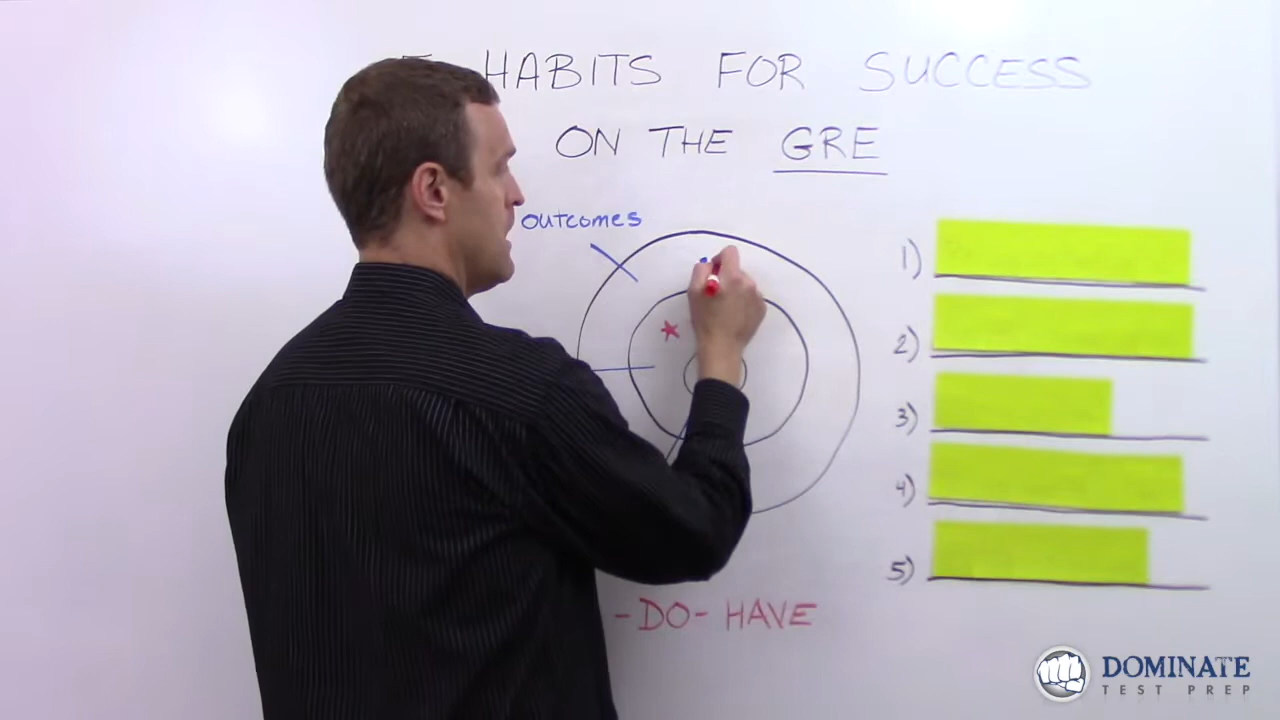 HABITS FOR SUCCESS
ON THE GRE
OUTCOMES
1)
2)
3)
4)
5)
-DO- HAVE
DOMINATE
TEST PREP